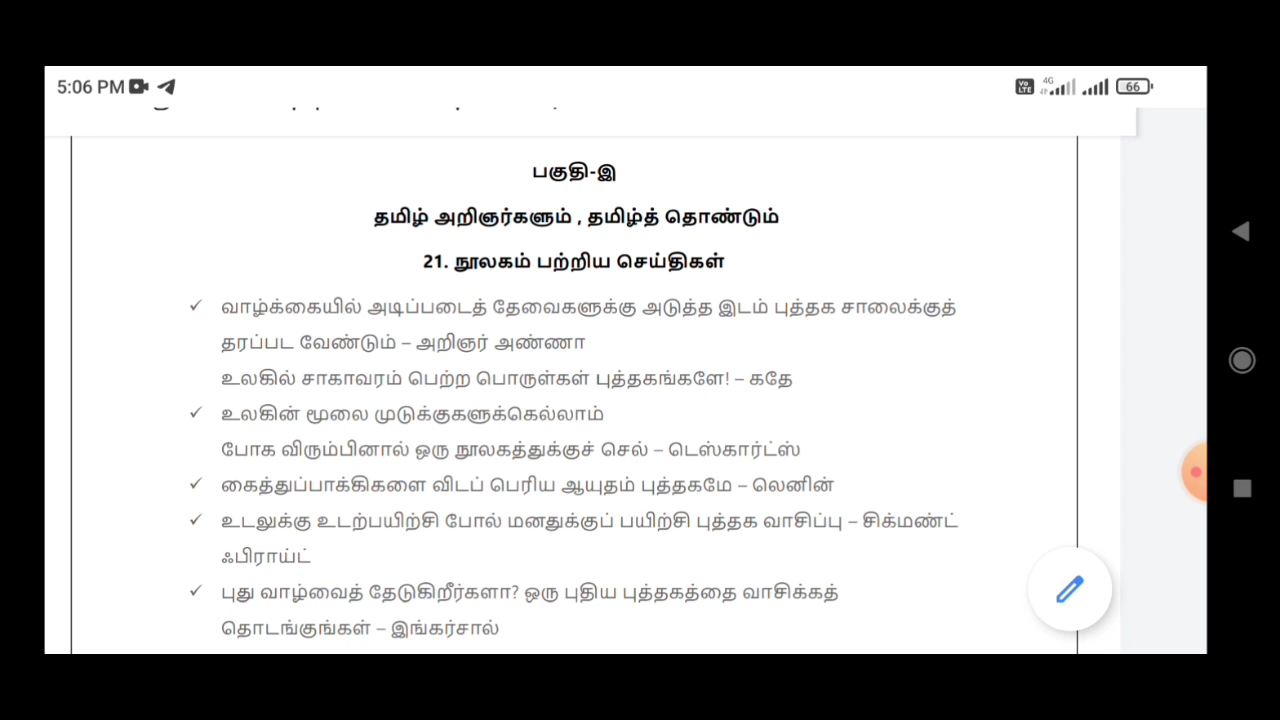 5:06 PM
VoLTE 4G 66
பகுதி-இ
தமிழ் அறிஞர்களும் , தமிழ்த் தொண்டும்
21. நூலகம் பற்றிய செய்திகள்
✓ வாழ்க்கையில் அடிப்படைத் தேவைகளுக்கு அடுத்த இடம் புத்தக சாலைக்குத்
தரப்பட வேண்டும் – அறிஞர் அண்ணா
உலகில் சாகாவரம் பெற்ற பொருள்கள் புத்தகங்களே! – கதே
✓ உலகின் மூலை முடுக்குகளுக்கெல்லாம்
போக விரும்பினால் ஒரு நூலகத்துக்குச் செல் – டெஸ்கார்ட்ஸ்
✓ கைத்துப்பாக்கிகளை விடப் பெரிய ஆயுதம் புத்தகமே – லெனின்
✓ உடலுக்கு உடற்பயிற்சி போல் மனதுக்குப் பயிற்சி புத்தக வாசிப்பு – சிக்மண்ட்
ஃபிராய்ட்
✓ புது வாழ்வைத் தேடுகிறீர்களா? ஒரு புதிய புத்தகத்தை வாசிக்கத்
தொடங்குங்கள் – இங்கர்சால்